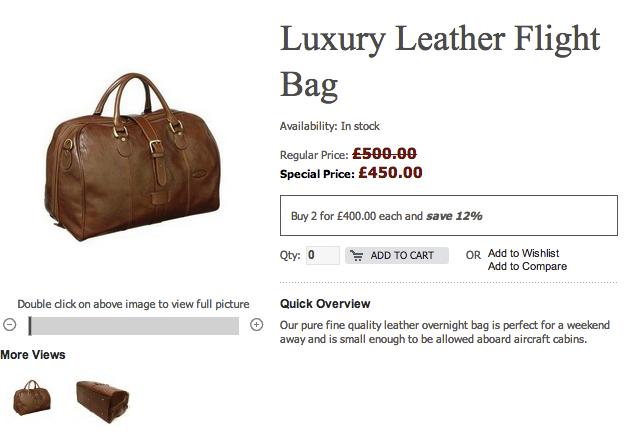 Luxury Leather Flight
Bag
Availability: In stock
Regular Price: £500.00
Special Price: £450.00
Buy 2 for £400.00 each and save 12%
Qty: 0 ADD TO CART OR Add to Wishlist
Add to Compare
Double click on above image to view full picture
Quick Overview
Our pure fine quality leather overnight bag is perfect for a weekend
away and is small enough to be allowed aboard aircraft cabins.
More Views